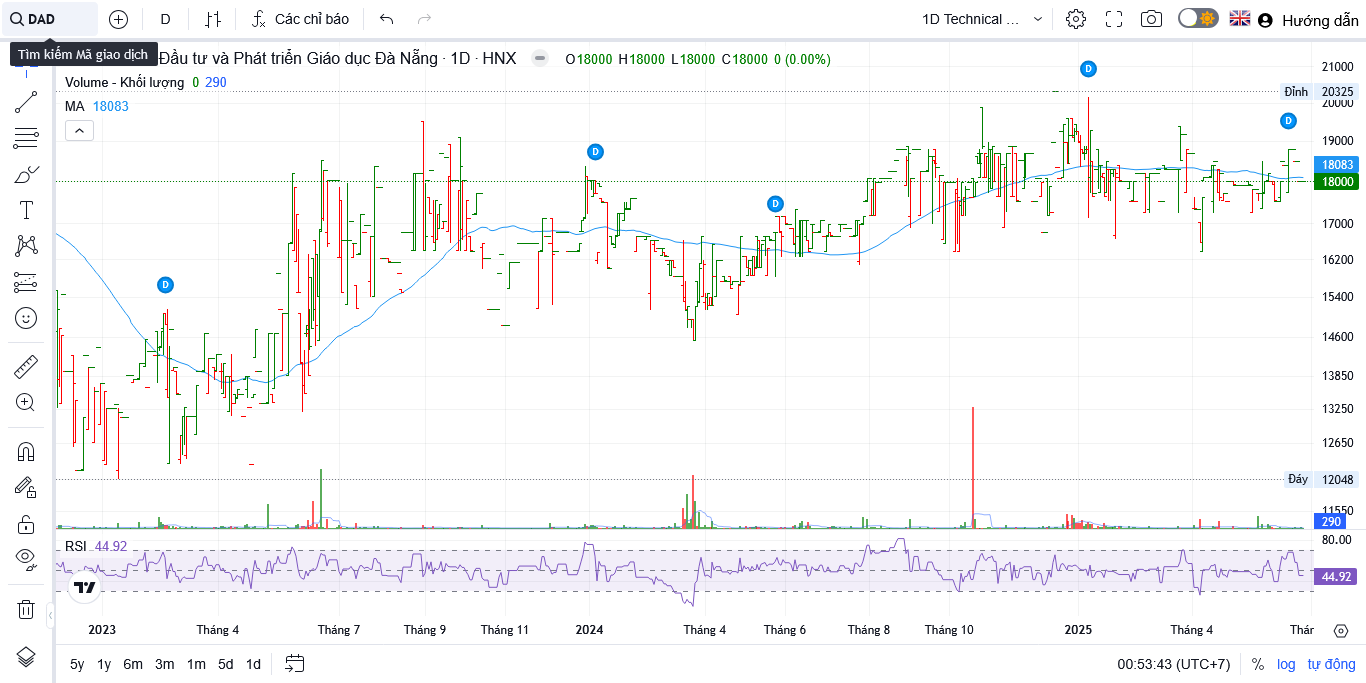 DAD
D
Các chỉ báo
1D Technical ...
Hướng dẫn
Tìm kiếm Mã giao dịch
Đầu tư và Phát triển Giáo dục Đà Nẵng · 1D · HNX
O18000 H18000 L18000 C18000 0 (0.00%)
Volume - Khối lượng 0 290
MA 18083
D
D
D
D
D
21000
Đỉnh 20325
20000
19000
18083
18000
17000
16200
15400
14600
13850
13250
12650
Đáy 12048
11550
290
RSI 44.92
80.00
44.92
2023
Tháng 4
Tháng 7
Tháng 9
Tháng 11
2024
Tháng 4
Tháng 6
Tháng 8
Tháng 10
2025
Tháng 4
Thár
5y 1y 6m 3m 1m 5d 1d
00:53:43 (UTC+7)
% log tự động